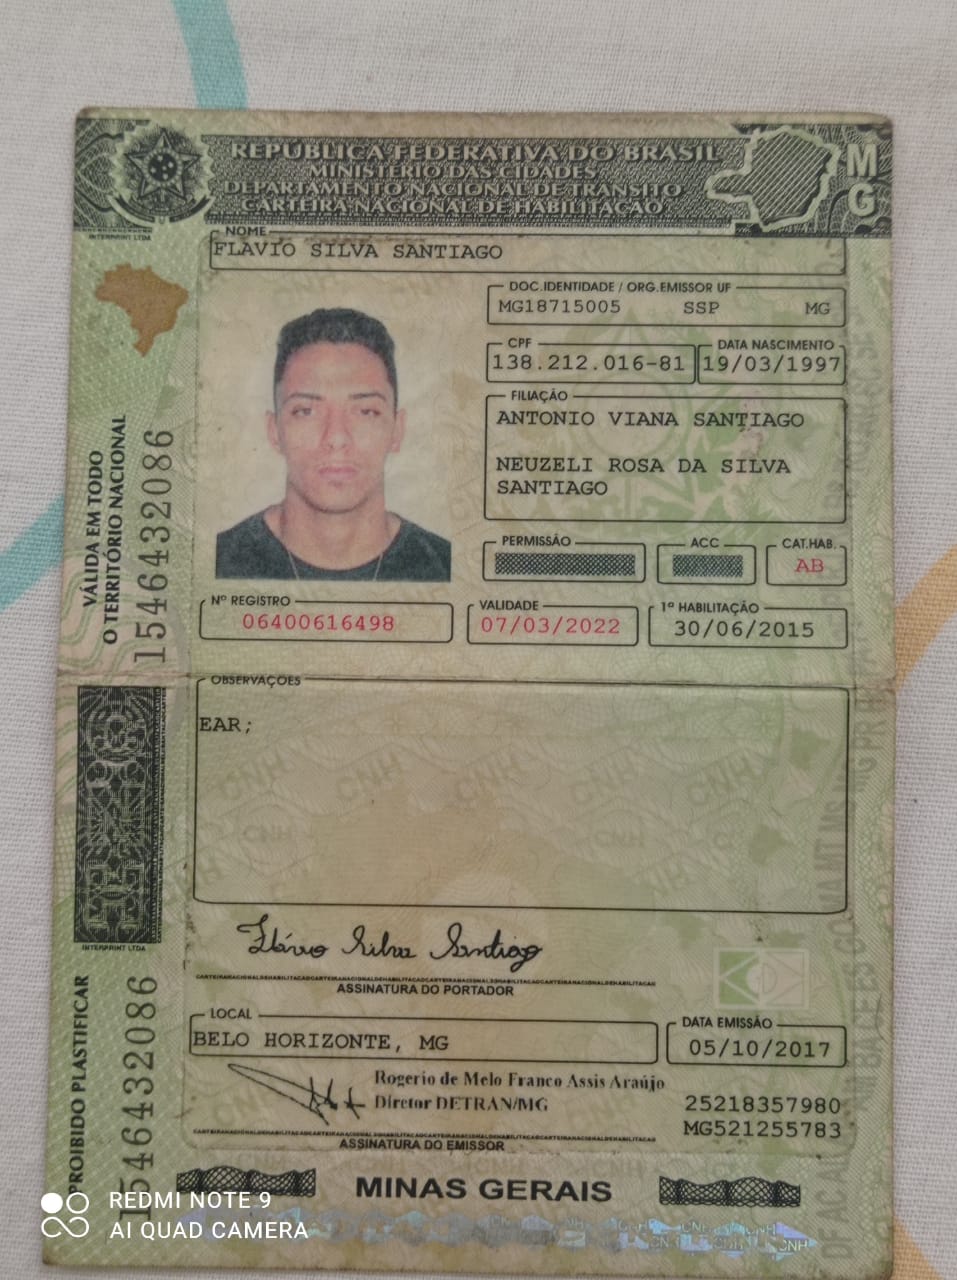 REPÚBLICA FEDERATIVA DO BRASIL
MINISTÉRIO DAS CIDADES
DEPARTAMENTO NACIONAL DE TRÂNSITO
CARTEIRA NACIONAL DE HABILITAÇÃO
MG
INTERPRINT LTDA
NOME
FLAVIO SILVA SANTIAGO
DOC.IDENTIDADE / ORG.EMISSOR UF
MG18715005 SSP MG
CPF
138.212.016-81
DATA NASCIMENTO
19/03/1997
FILIAÇÃO
ANTONIO VIANA SANTIAGO
NEUZELI ROSA DA SILVA
SANTIAGO
PERMISSÃO
ACC
CAT.HAB.
AB
Nº REGISTRO
06400616498
VALIDADE
07/03/2022
1ª HABILITAÇÃO
30/06/2015
VÁLIDA EM TODO
O TERRITÓRIO NACIONAL
1546432086
OBSERVAÇÕES
EAR;
INTERPRINT LTDA
Flávio Silva Santiago
ASSINATURA DO PORTADOR
LOCAL
BELO HORIZONTE, MG
DATA EMISSÃO
05/10/2017
Rogerio de Melo Franco Assis Araújo
Diretor DETRAN/MG
25218357980
MG521255783
ASSINATURA DO EMISSOR
PROIBIDO PLASTIFICAR
1546432086
MINAS GERAIS
REDMI NOTE 9
AI QUAD CAMERA